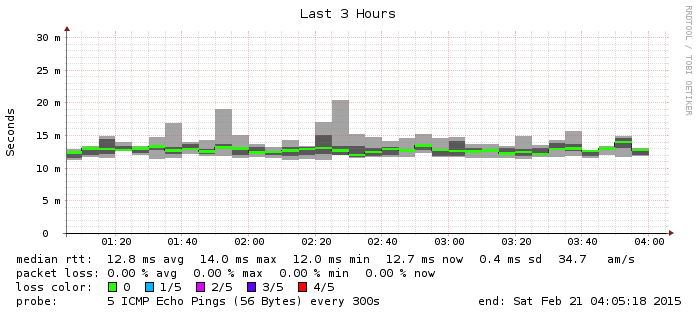 Last 3 Hours
RRDTOOL / TOBI OETIKER
Seconds
30 m
25 m
20 m
15 m
10 m
5 m
0
01:20 01:40 02:00 02:20 02:40 03:00 03:20 03:40 04:00
median rtt: 12.8 ms avg 14.0 ms max 12.0 ms min 12.7 ms now 0.4 ms sd 34.7 am/s
packet loss: 0.00 % avg 0.00 % max 0.00 % min 0.00 % now
loss color: 0 1/5 2/5 3/5 4/5
probe: 5 ICMP Echo Pings (56 Bytes) every 300s end: Sat Feb 21 04:05:18 2015